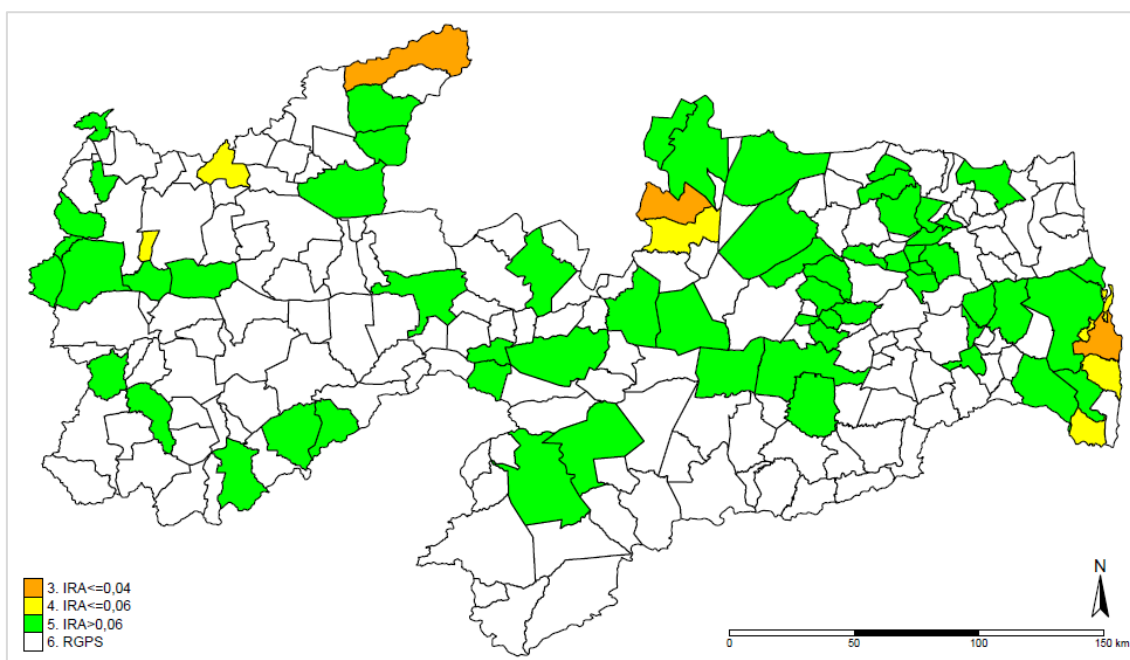 3. IRA<=0,04
4. IRA<=0,06
5. IRA>0,06
6. RGPS
N
0 50 100 150 km